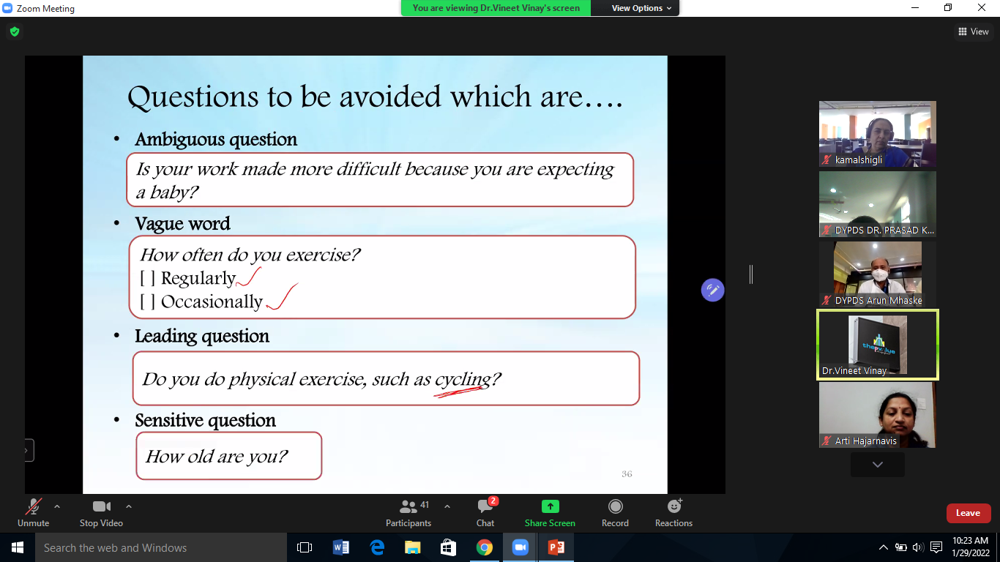 Zoom Meeting
You are viewing Dr.Vineet Vinay's screen
View Options
View
Questions to be avoided which are….
• Ambiguous question
Is your work made more difficult because you are expecting
a baby?
• Vague word
How often do you exercise?
[ ] Regularly
[ ] Occasionally
• Leading question
Do you do physical exercise, such as cycling?
• Sensitive question
How old are you?
36
kamalshigli
DYPDS DR. PRASAD K...
DYPDS Arun Mhaske
Dr.Vineet Vinay
Arti Hajarnavis
Unmute
Stop Video
41
Participants
2
Chat
Share Screen
Record
Reactions
Leave
Search the web and Windows
10:23 AM
1/29/2022